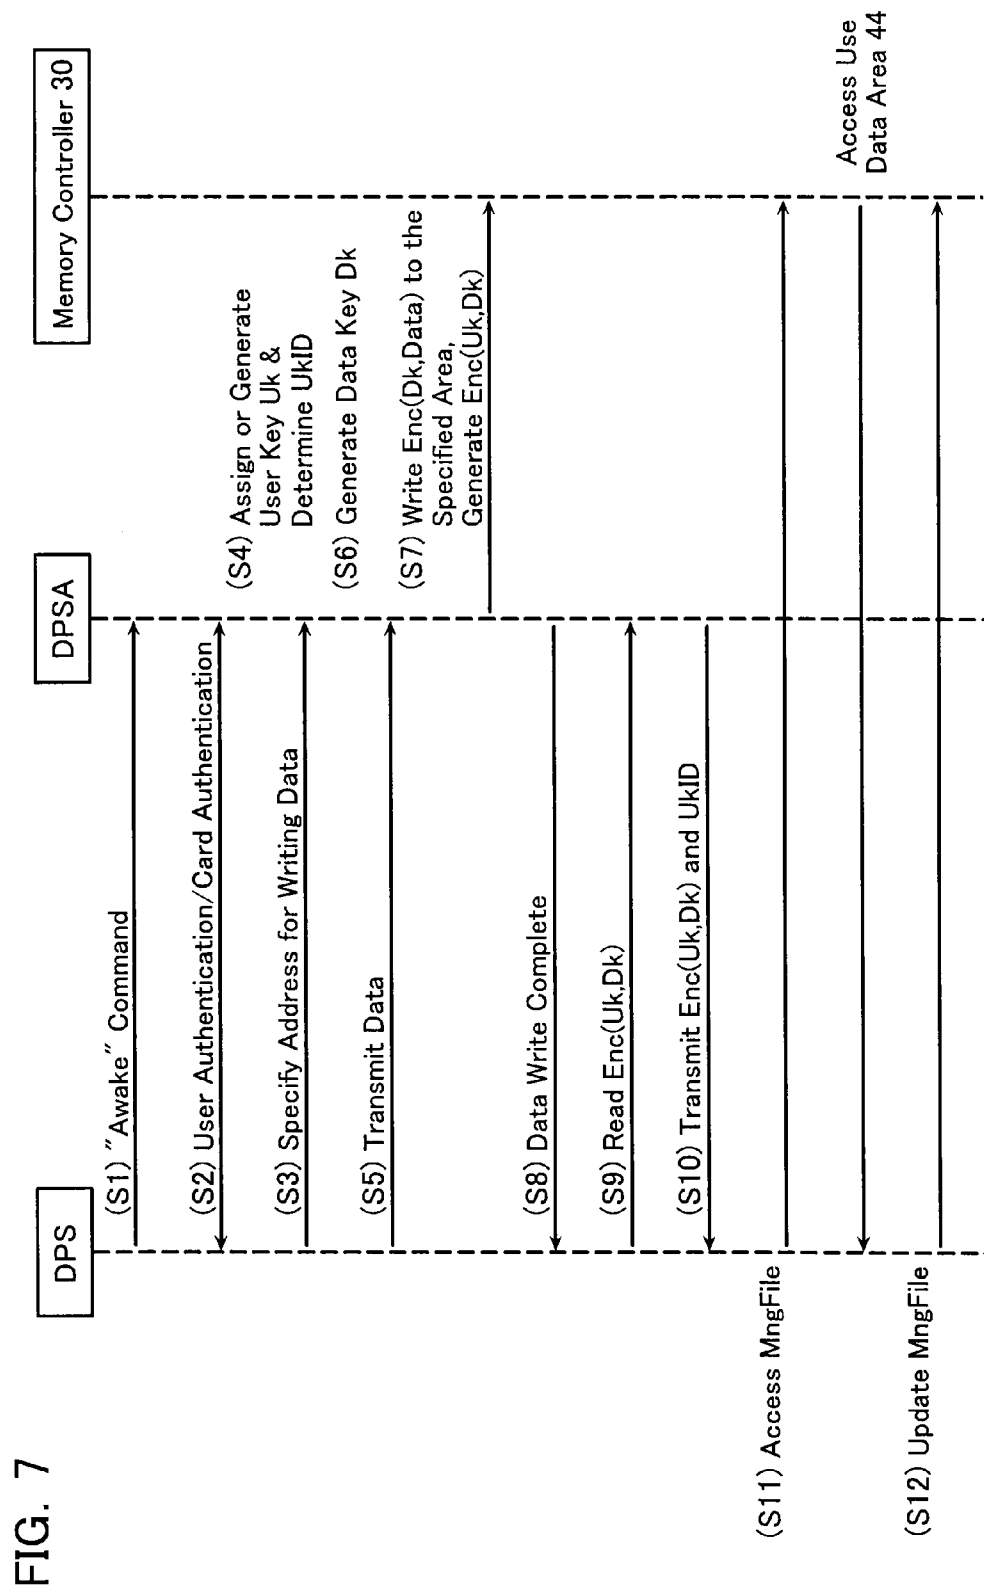 FIG. 7
DPS
DPSA
Memory Controller 30
(S1) "Awake" Command
(S2) User Authentication/Card Authentication
(S3) Specify Address for Writing Data
(S4) Assign or Generate
User Key Uk &
Determine UkID
(S5) Transmit Data
(S6) Generate Data Key Dk
(S7) Write Enc(Dk,Data) to the
Specified Area,
Generate Enc(Uk,Dk)
(S8) Data Write Complete
(S9) Read Enc(Uk,Dk)
(S10) Transmit Enc(Uk,Dk) and UkID
(S11) Access MngFile
Access Use
Data Area 44
(S12) Update MngFile